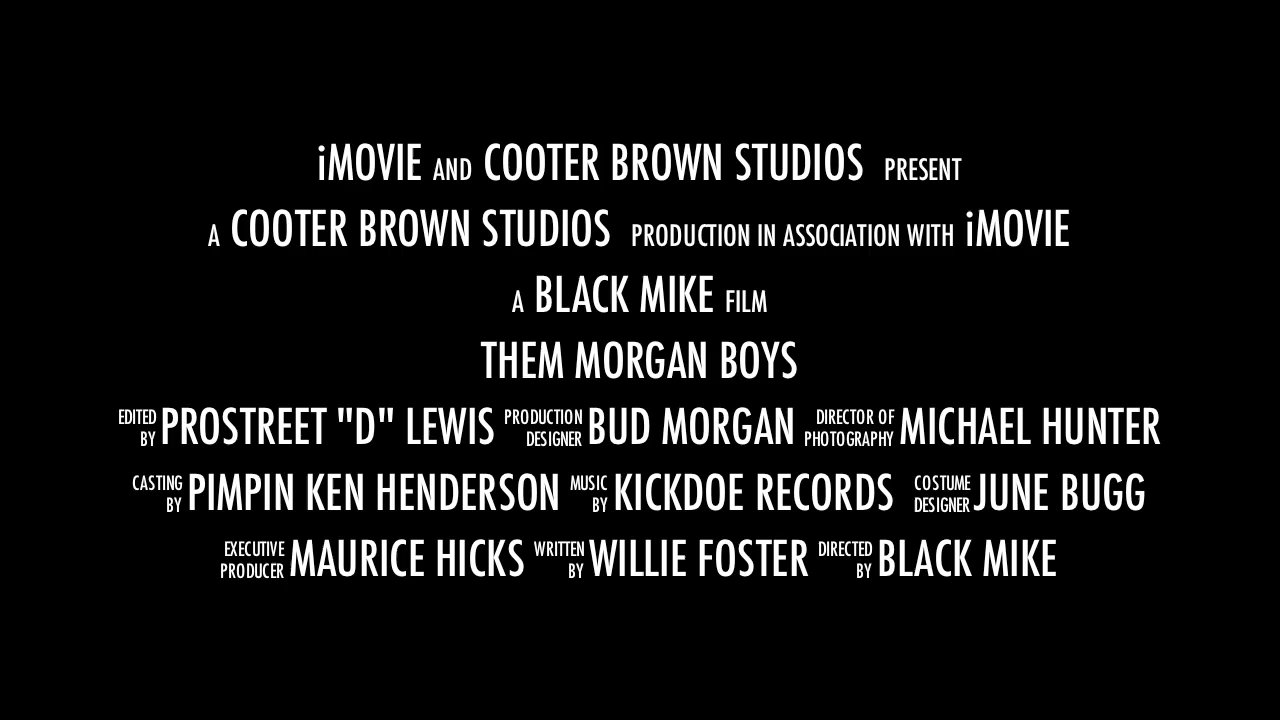 iMOVIE AND COOTER BROWN STUDIOS PRESENT
A COOTER BROWN STUDIOS PRODUCTION IN ASSOCIATION WITH iMOVIE
A BLACK MIKE FILM
THEM MORGAN BOYS
EDITED BY PROSTREET "D" LEWIS PRODUCTION DESIGNER BUD MORGAN DIRECTOR OF PHOTOGRAPHY MICHAEL HUNTER
CASTING BY PIMPIN KEN HENDERSON MUSIC BY KICKDOE RECORDS COSTUME DESIGNER JUNE BUGG
EXECUTIVE PRODUCER MAURICE HICKS WRITTEN BY WILLIE FOSTER DIRECTED BY BLACK MIKE